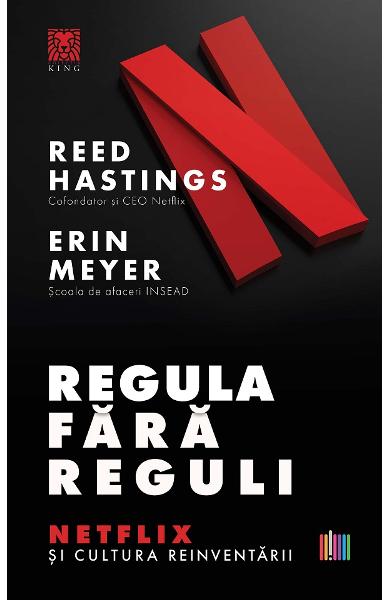 KING
REED
HASTINGS
Cofondator și CEO Netflix
ERIN
MEYER
Școala de afaceri INSEAD
REGULA
FĂRĂ
REGULI
NETFLIX
ȘI CULTURA REINVENTĂRII